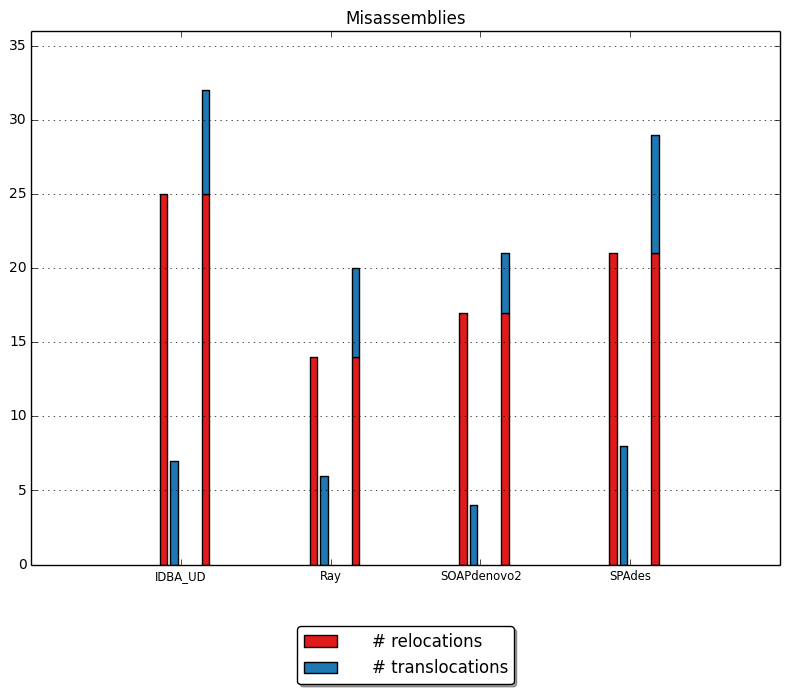 Misassemblies
35
30
25
20
15
10
5
0
IDBA_UD Ray SOAPdenovo2 SPAdes
# relocations
# translocations